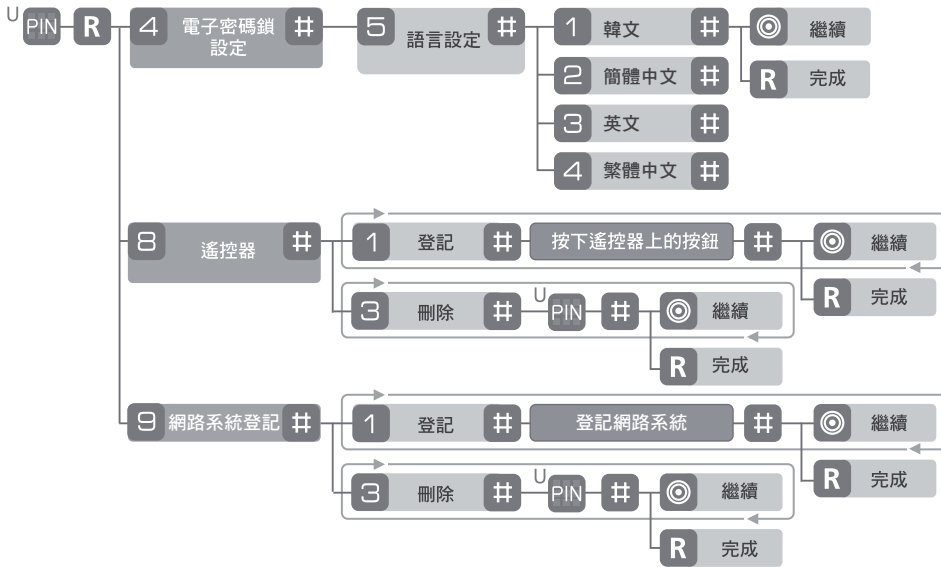 U
PIN R 4 電子密碼鎖
設定 # 5 語言設定 # 1 韓文 # 繼續
2 簡體中文 # R 完成
3 英文 #
4 繁體中文 #
8 遙控器 # 1 登記 # 按下遙控器上的按鈕 # 繼續
R 完成
3 刪除 # U PIN # 繼續
R 完成
9 網路系統登記 # 1 登記 # 登記網路系統 # 繼續
R 完成
3 刪除 # U PIN # 繼續
R 完成